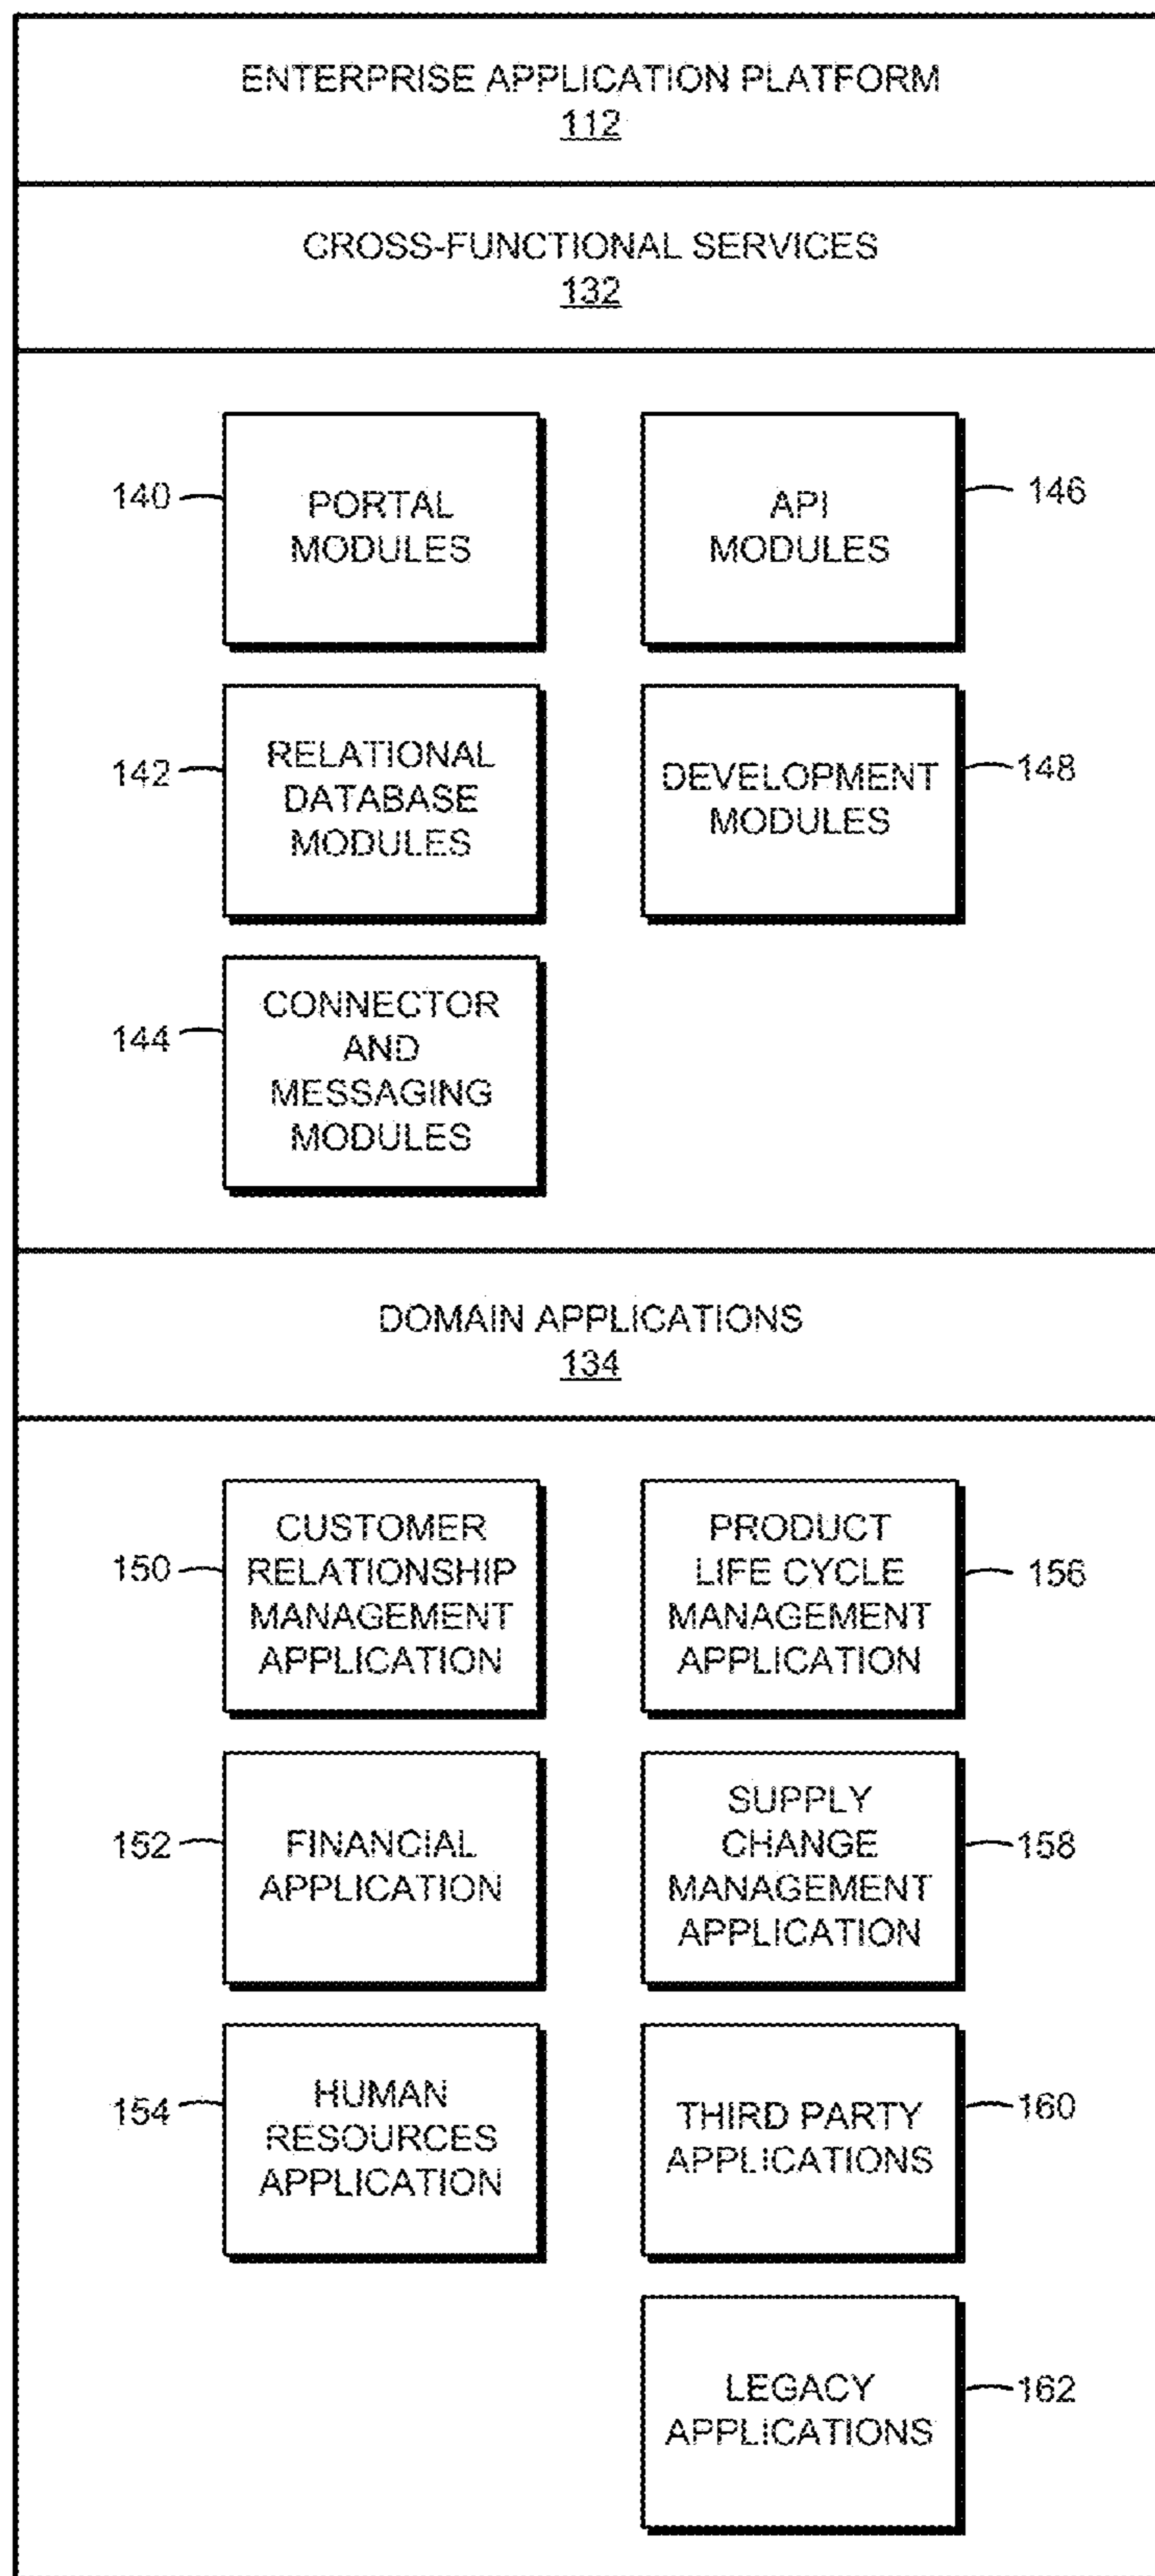 ENTERPRISE APPLICATION PLATFORM
112
CROSS-FUNCTIONAL SERVICES
132
140
PORTAL
MODULES
API
MODULES
146
142
RELATIONAL
DATABASE
MODULES
DEVELOPMENT
MODULES
148
144
CONNECTOR
AND
MESSAGING
MODULES
DOMAIN APPLICATIONS
134
150
CUSTOMER
RELATIONSHIP
MANAGEMENT
APPLICATION
PRODUCT
LIFE CYCLE
MANAGEMENT
APPLICATION
156
152
FINANCIAL
APPLICATION
SUPPLY
CHANGE
MANAGEMENT
APPLICATION
158
154
HUMAN
RESOURCES
APPLICATION
THIRD PARTY
APPLICATIONS
160
LEGACY
APPLICATIONS
162